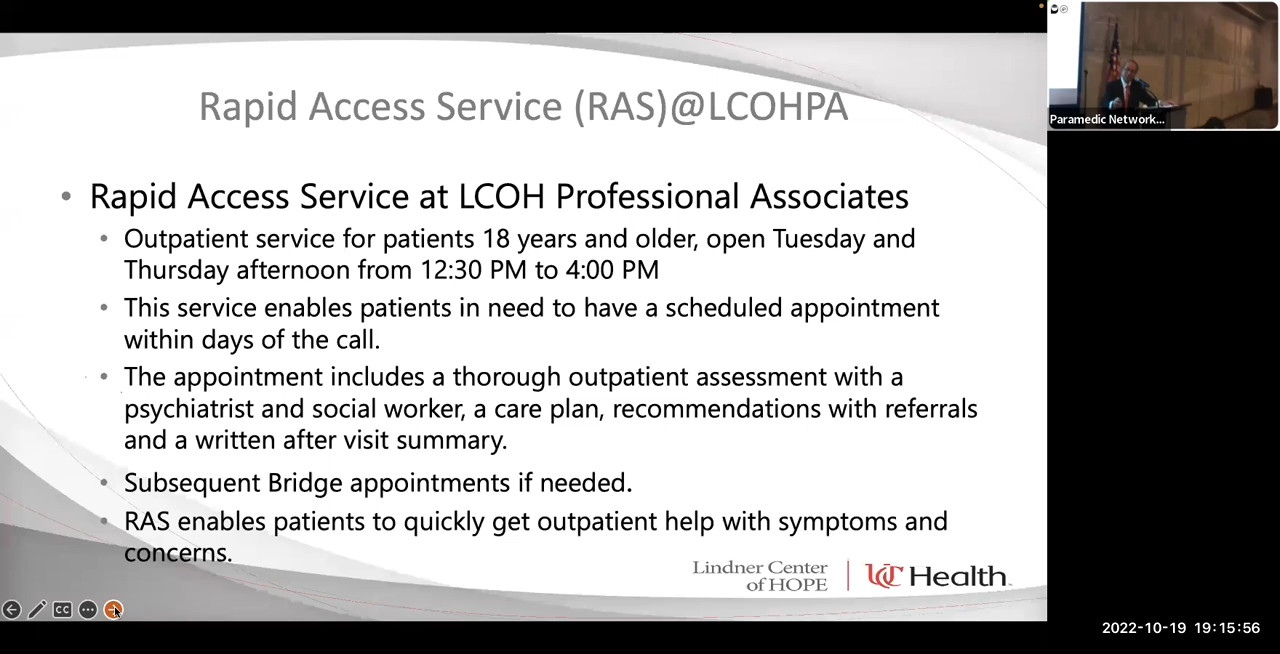 Rapid Access Service (RAS)@LCOHPA
• Rapid Access Service at LCOH Professional Associates
• Outpatient service for patients 18 years and older, open Tuesday and
Thursday afternoon from 12:30 PM to 4:00 PM
• This service enables patients in need to have a scheduled appointment
within days of the call.
• The appointment includes a thorough outpatient assessment with a
psychiatrist and social worker, a care plan, recommendations with referrals
and a written after visit summary.
• Subsequent Bridge appointments if needed.
• RAS enables patients to quickly get outpatient help with symptoms and
concerns.
Lindner Center
of HOPE
UC Health
CC
Paramedic Network...
2022-10-19 19:15:56